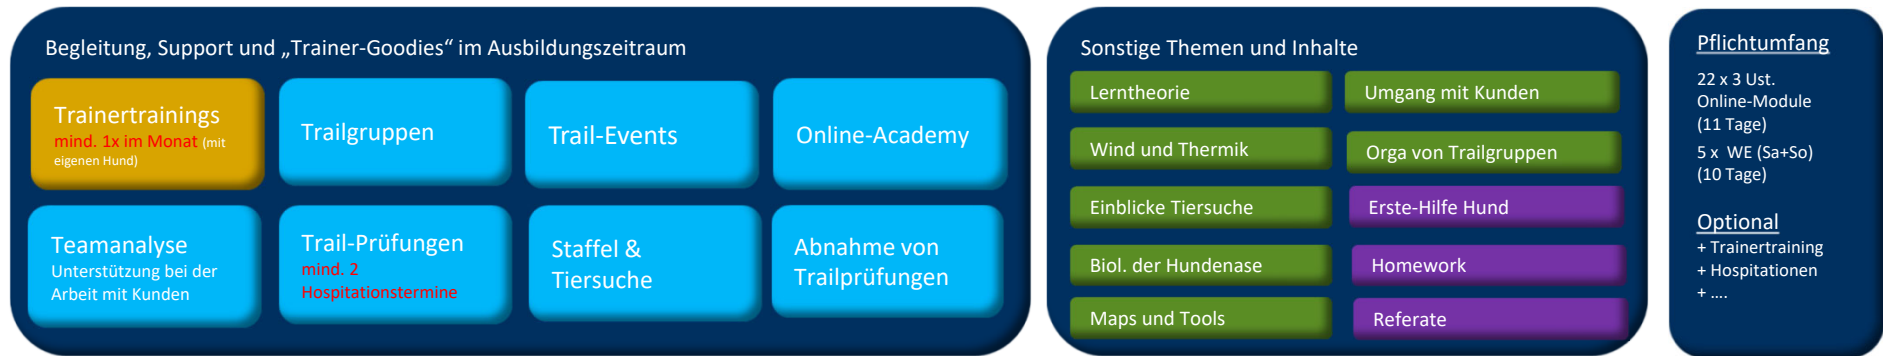 Begleitung, Support und „Trainer-Goodies“ im Ausbildungszeitraum
Trainertrainings
mind. 1x im Monat (mit
eigenen Hund)
Trailgruppen
Trail-Events
Online-Academy
Teamanalyse
Unterstützung bei der
Arbeit mit Kunden
Trail-Prüfungen
mind. 2
Hospitationstermine
Staffel &
Tiersuche
Abnahme von
Trailprüfungen
Sonstige Themen und Inhalte
Lerntheorie
Umgang mit Kunden
Wind und Thermik
Orga von Trailgruppen
Einblicke Tiersuche
Erste-Hilfe Hund
Biol. der Hundenase
Homework
Maps und Tools
Referate
Pflichtumfang
22 x 3 Ust.
Online-Module
(11 Tage)
5 x  WE (Sa+So)
(10 Tage)
Optional
+ Trainertraining
+ Hospitationen
+ ....